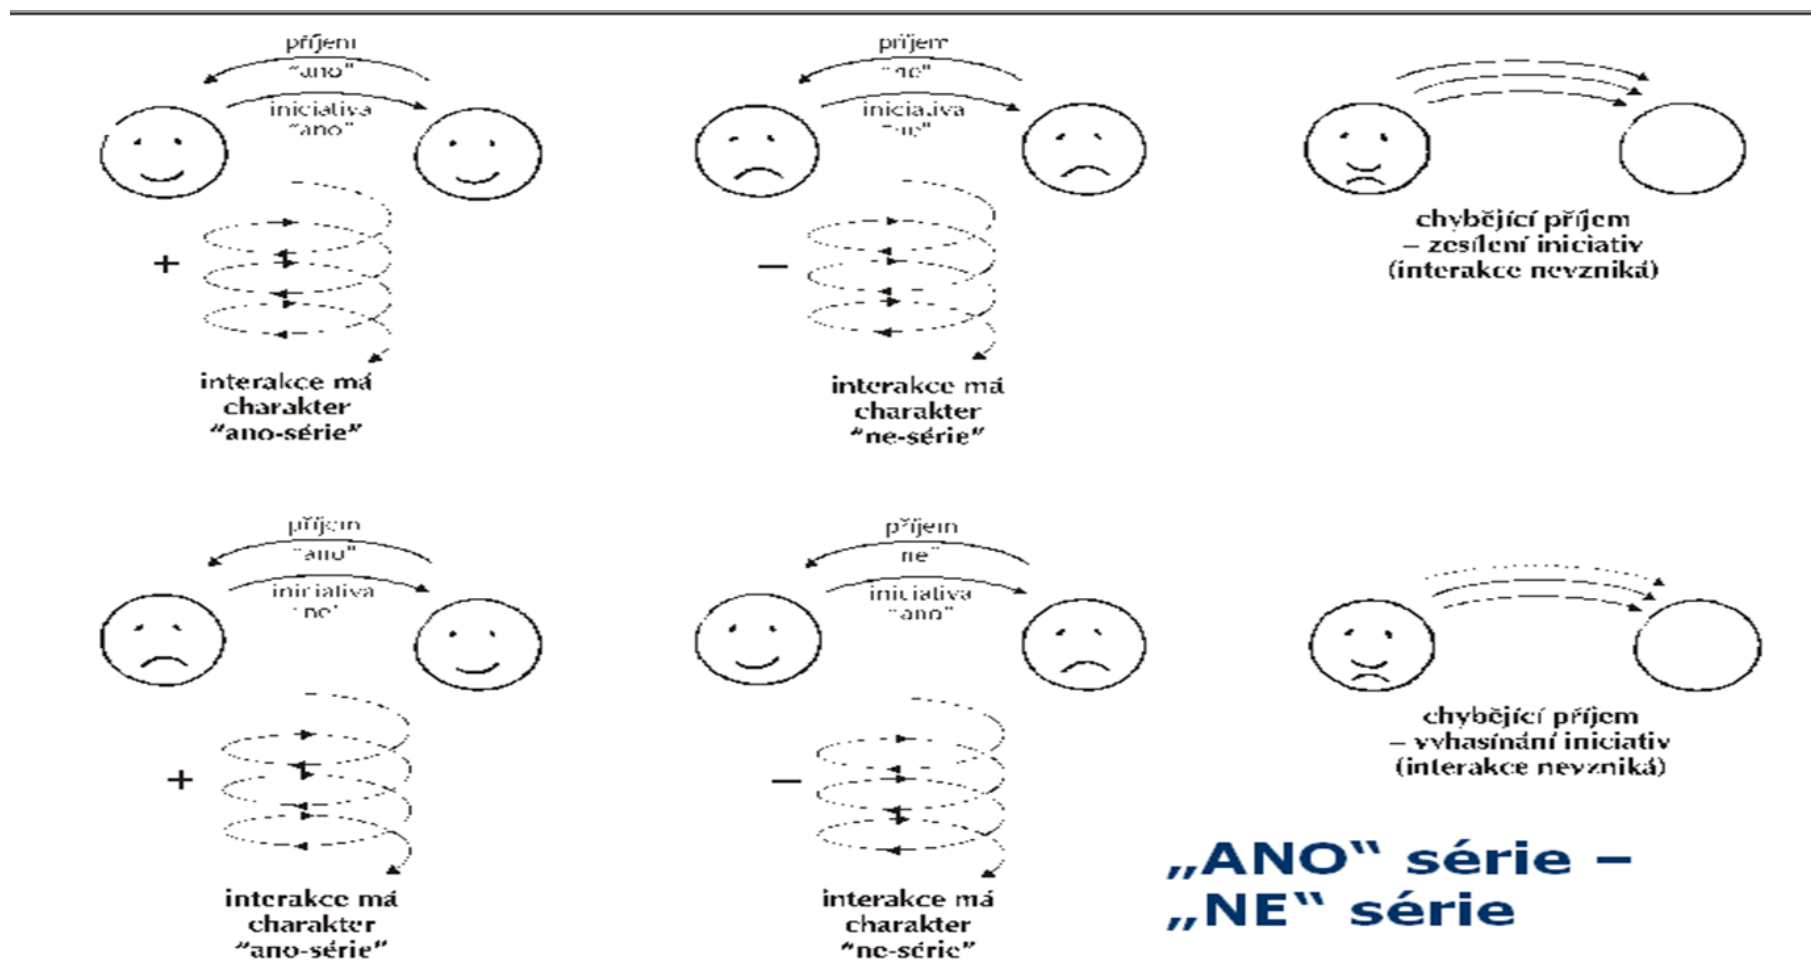 příjem
"ano"
iniciativa
"ano"
interakce má
charakter
"ano-série"
příjem
"ne"
iniciativa
"ne"
interakce má
charakter
"ne-série"
chybějící příjem
– zesílení iniciativ
(interakce nevzniká)
příjem
"ano"
iniciativa
"ne"
interakce má
charakter
"ano-série"
příjem
ne"
iniciativa
"ano"
interakce má
charakter
"ne-série"
chybějící příjem
– vyhasínání iniciativ
(interakce nevzniká)
„ANO“ série –
„NE“ série